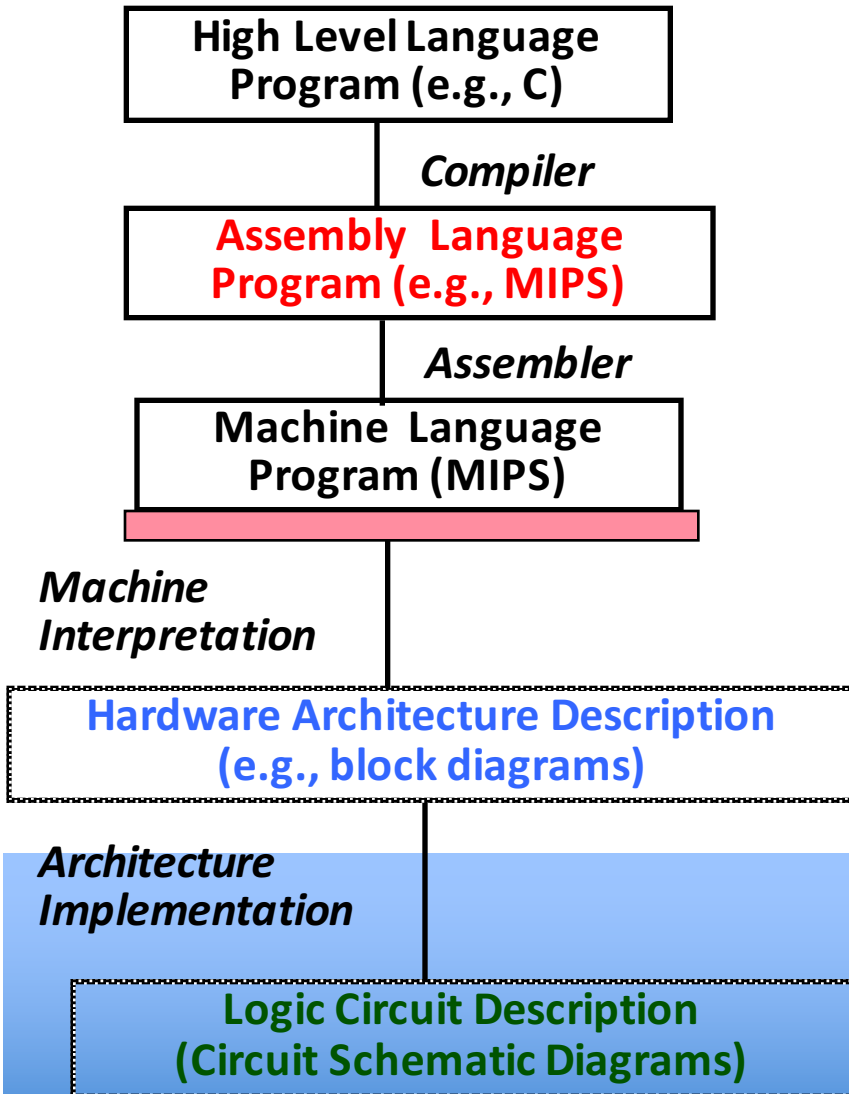 High Level Language
Program (e.g., C)
Compiler
Assembly Language
Program (e.g., MIPS)
Assembler
Machine Language
Program (MIPS)
Machine
Interpretation
Hardware Architecture Description
(e.g., block diagrams)
Architecture
Implementation
Logic Circuit Description
(Circuit Schematic Diagrams)